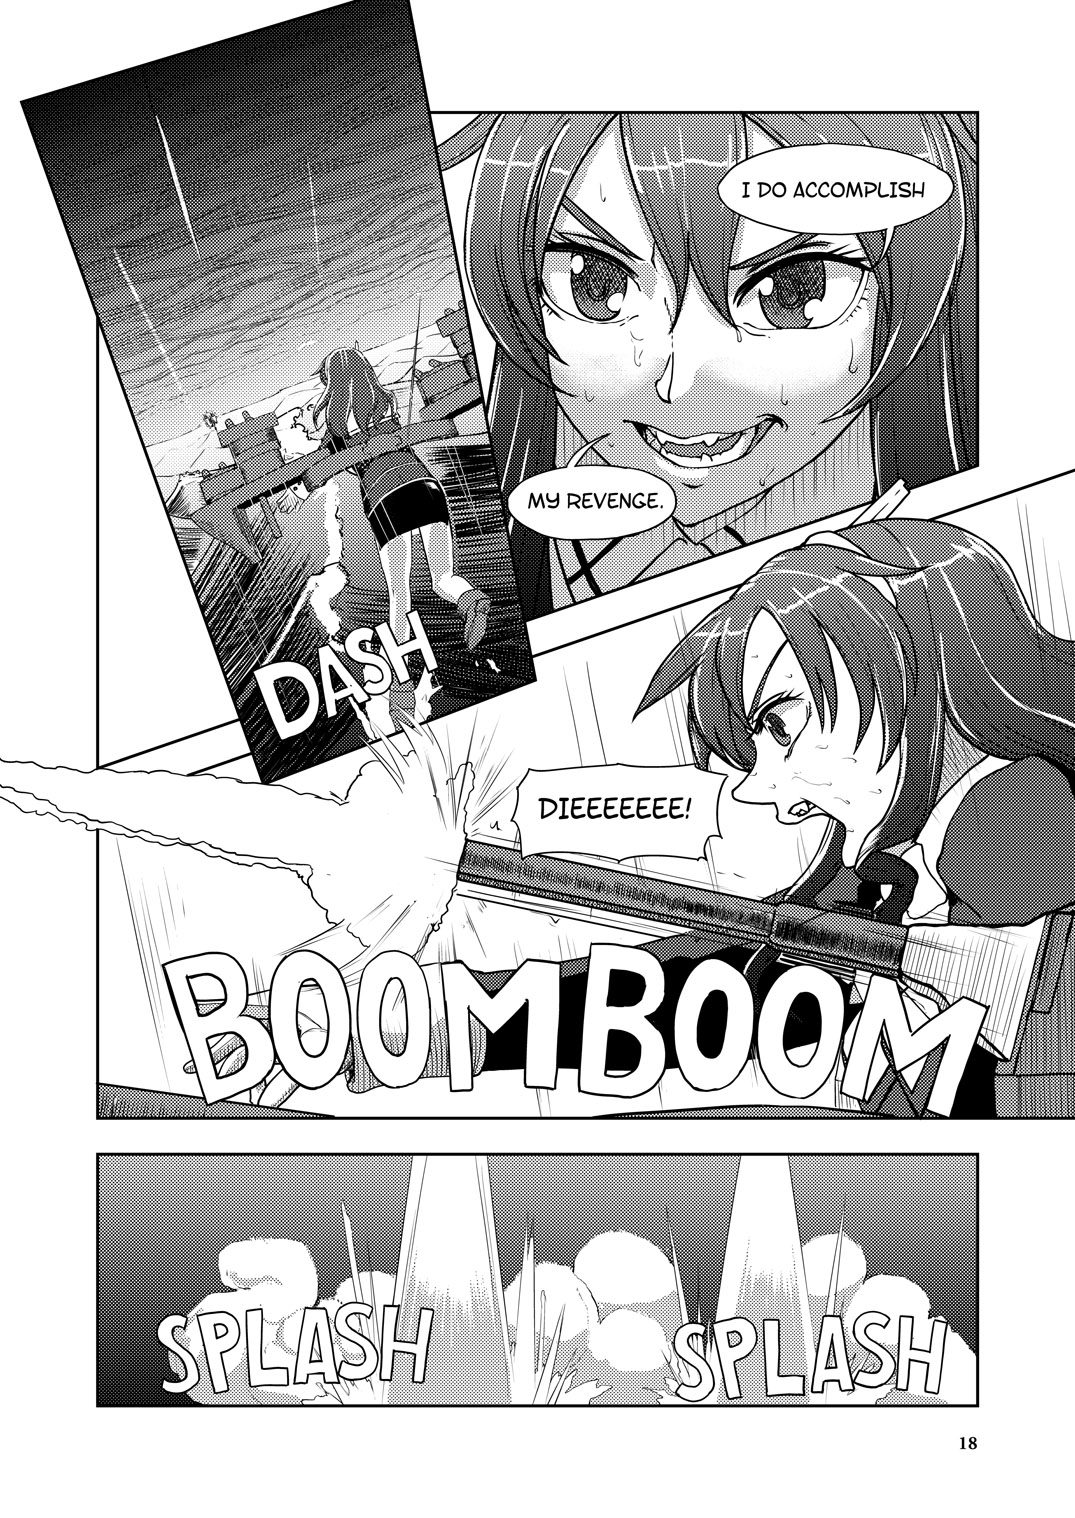 I DO ACCOMPLISH
MY REVENGE.
DASH
DIEEEEEEE!
BOOMBOOM
SPLASH
SPLASH
18